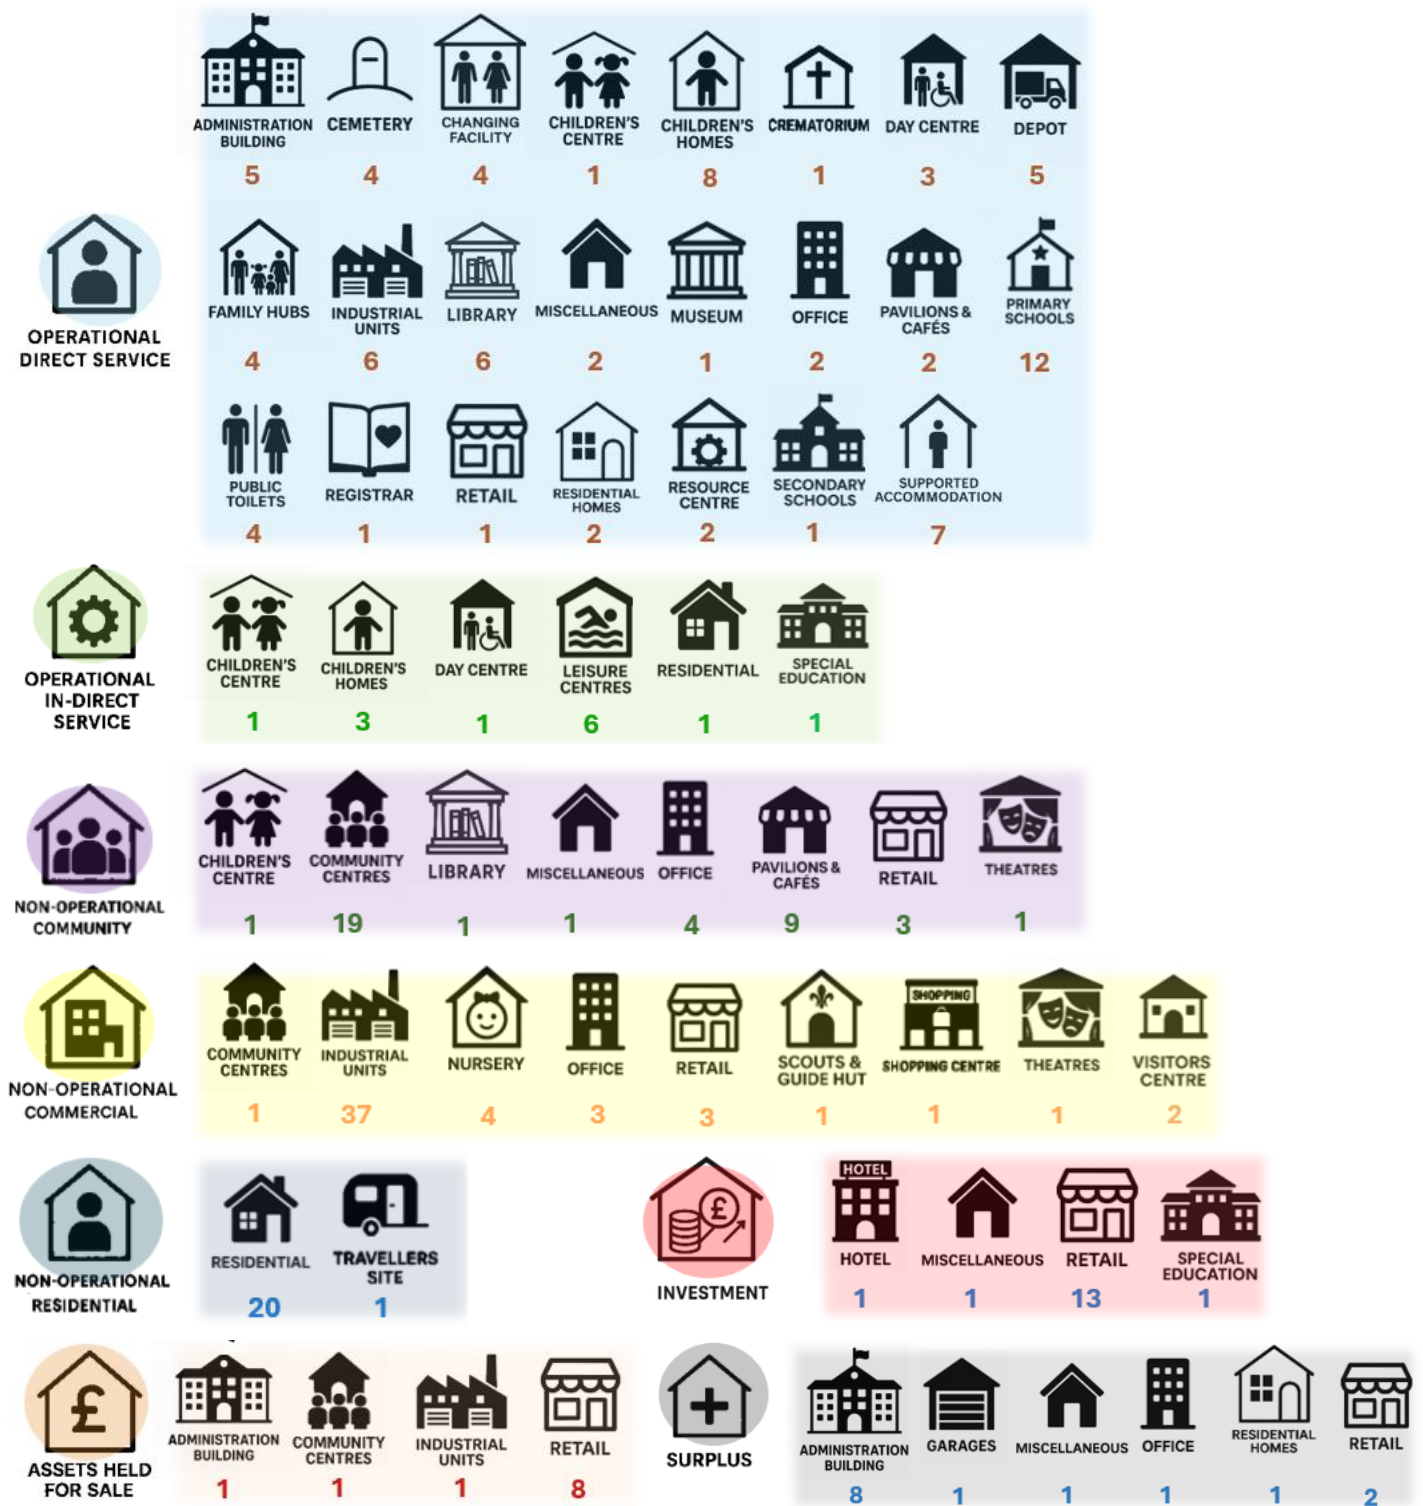 ADMINISTRATION BUILDING
5
CEMETERY
4
CHANGING FACILITY
4
CHILDREN'S CENTRE
1
CHILDREN'S HOMES
8
CREMATORIUM
1
DAY CENTRE
3
DEPOT
5
OPERATIONAL
DIRECT SERVICE
FAMILY HUBS
4
INDUSTRIAL UNITS
6
LIBRARY
6
MISCELLANEOUS
2
MUSEUM
1
OFFICE
2
PAVILIONS & CAFÉS
2
PRIMARY SCHOOLS
12
PUBLIC TOILETS
4
REGISTRAR
1
RETAIL
1
RESIDENTIAL HOMES
2
RESOURCE CENTRE
2
SECONDARY SCHOOLS
1
SUPPORTED ACCOMMODATION
7
OPERATIONAL
IN-DIRECT
SERVICE
CHILDREN'S CENTRE
1
CHILDREN'S HOMES
3
DAY CENTRE
1
LEISURE CENTRES
6
RESIDENTIAL
1
SPECIAL EDUCATION
1
NON-OPERATIONAL
COMMUNITY
CHILDREN'S CENTRE
1
COMMUNITY CENTRES
19
LIBRARY
1
MISCELLANEOUS
1
OFFICE
4
PAVILIONS & CAFÉS
9
RETAIL
3
THEATRES
1
NON-OPERATIONAL
COMMERCIAL
COMMUNITY CENTRES
1
INDUSTRIAL UNITS
37
NURSERY
4
OFFICE
3
RETAIL
3
SCOUTS & GUIDE HUT
1
SHOPPING
SHOPPING CENTRE
1
THEATRES
1
VISITORS CENTRE
2
NON-OPERATIONAL
RESIDENTIAL
RESIDENTIAL
20
TRAVELLERS SITE
1
£
INVESTMENT
HOTEL
HOTEL
1
MISCELLANEOUS
1
RETAIL
13
SPECIAL EDUCATION
1
£
ASSETS HELD
FOR SALE
ADMINISTRATION BUILDING
1
COMMUNITY CENTRES
1
INDUSTRIAL UNITS
1
RETAIL
8
SURPLUS
ADMINISTRATION BUILDING
8
GARAGES
1
MISCELLANEOUS
1
OFFICE
1
RESIDENTIAL HOMES
1
RETAIL
2